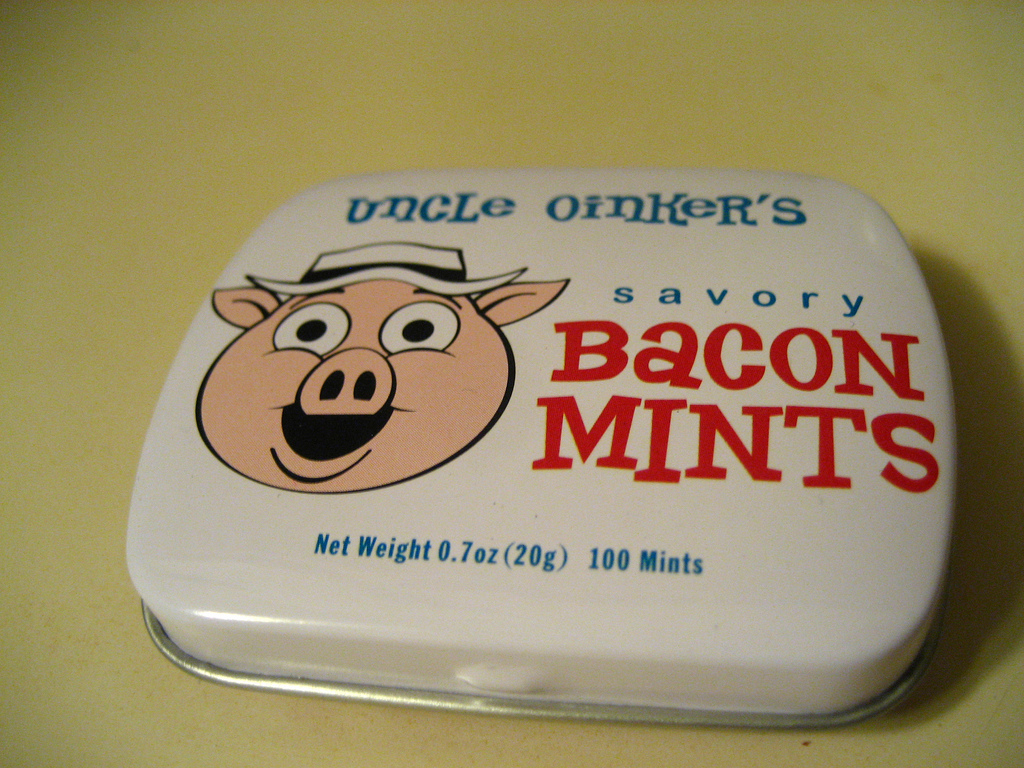 UNCLE OINKER'S
savory
BACON
MINTS
Net Weight 0.7oz (20g) 100 Mints